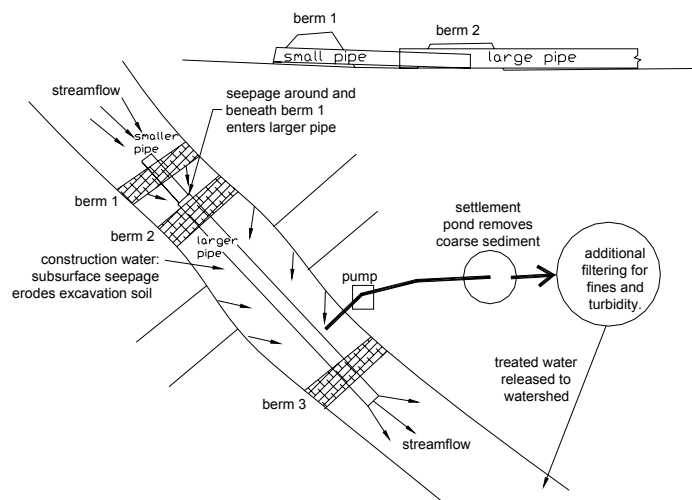 berm 1
berm 2
small pipe
large pipe
streamflow
seepage around and
beneath berm 1
enters larger pipe
smaller
pipe
berm 1
berm 2
larger
pipe
construction water:
subsurface seepage
erodes excavation soil
settlement
pond removes
coarse sediment
pump
additional
filtering for
fines and
turbidity.
treated water
released to
watershed
berm 3
streamflow